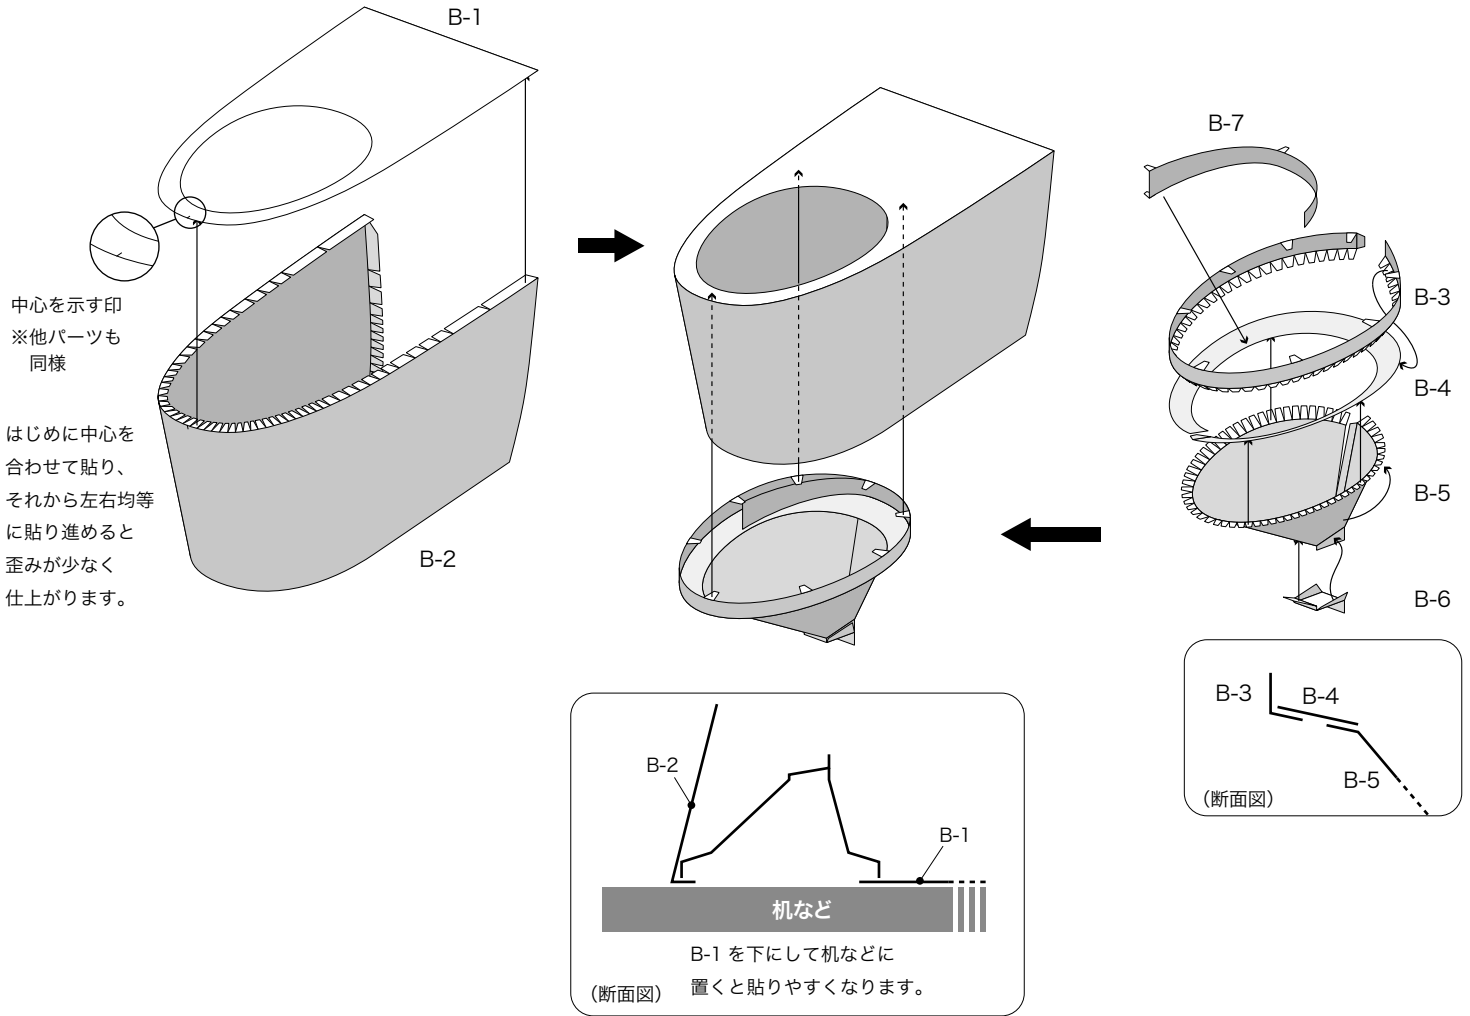 B-1
中心を示す印
※他パーツも
同様
はじめに中心を
合わせて貼り、
それから左右均等
に貼り進めると
歪みが少なく
仕上がります。
B-2
B-7
B-3
B-4
B-5
B-6
B-3
B-4
B-5
（断面図）
B-2
B-1
机など
B-1 を下にして机などに
置くと貼りやすくなります。
（断面図）